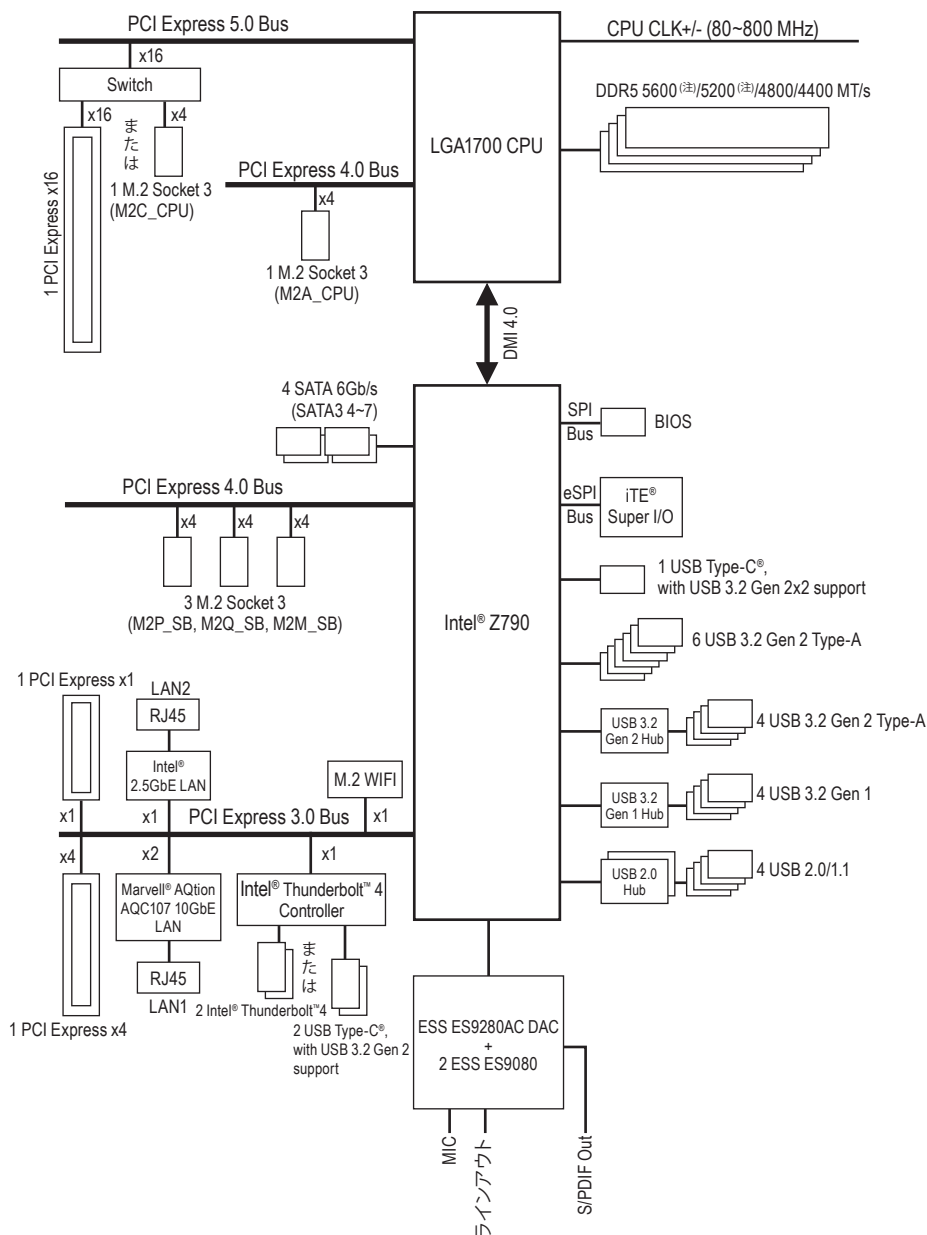 PCI Express 5.0 Bus
CPU CLK+/- (80~800 MHz)
x16
Switch
x16
または
x4
DDR5 5600(注)/5200(注)/4800/4400 MT/s
LGA1700 CPU
1 PCI Express x16
1 M.2 Socket 3
(M2C_CPU)
PCI Express 4.0 Bus
x4
1 M.2 Socket 3
(M2A_CPU)
DMI 4.0
4 SATA 6Gb/s
(SATA3 4~7)
SPI
Bus
BIOS
PCI Express 4.0 Bus
x4
x4
x4
eSPI
Bus
iTE®
Super I/O
3 M.2 Socket 3
(M2P_SB, M2Q_SB, M2M_SB)
1 USB Type-C®,
with USB 3.2 Gen 2x2 support
Intel® Z790
6 USB 3.2 Gen 2 Type-A
1 PCI Express x1
LAN2
RJ45
Intel®
2.5GbE LAN
M.2 WIFI
USB 3.2
Gen 2 Hub
4 USB 3.2 Gen 2 Type-A
x1
x1
PCI Express 3.0 Bus
x1
USB 3.2
Gen 1 Hub
4 USB 3.2 Gen 1
x4
x2
x1
USB 2.0
Hub
4 USB 2.0/1.1
Marvell® AQtion
AQC107 10GbE
LAN
Intel® Thunderbolt™ 4
Controller
または
RJ45
LAN1
2 Intel® Thunderbolt™4
1 PCI Express x4
2 USB Type-C®,
with USB 3.2 Gen 2
support
ESS ES9280AC DAC
+
2 ESS ES9080
MIC
ラインアウト
S/PDIF Out